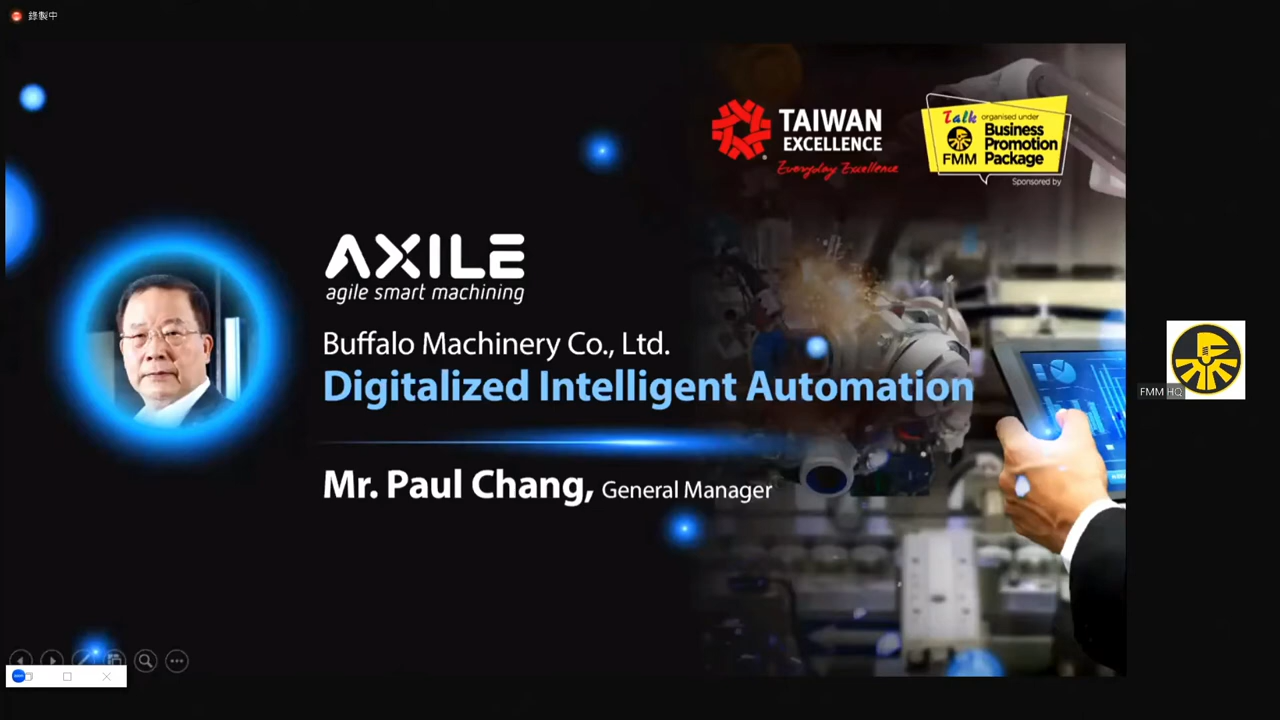 錄製中
TAIWAN
EXCELLENCE
Everyday Excellence
Talk organised under
FMM
Business
Promotion
Package
Sponsored by
AXILE
agile smart machining
Buffalo Machinery Co., Ltd.
Digitalized Intelligent Automation
Mr. Paul Chang, General Manager
FMM HQ